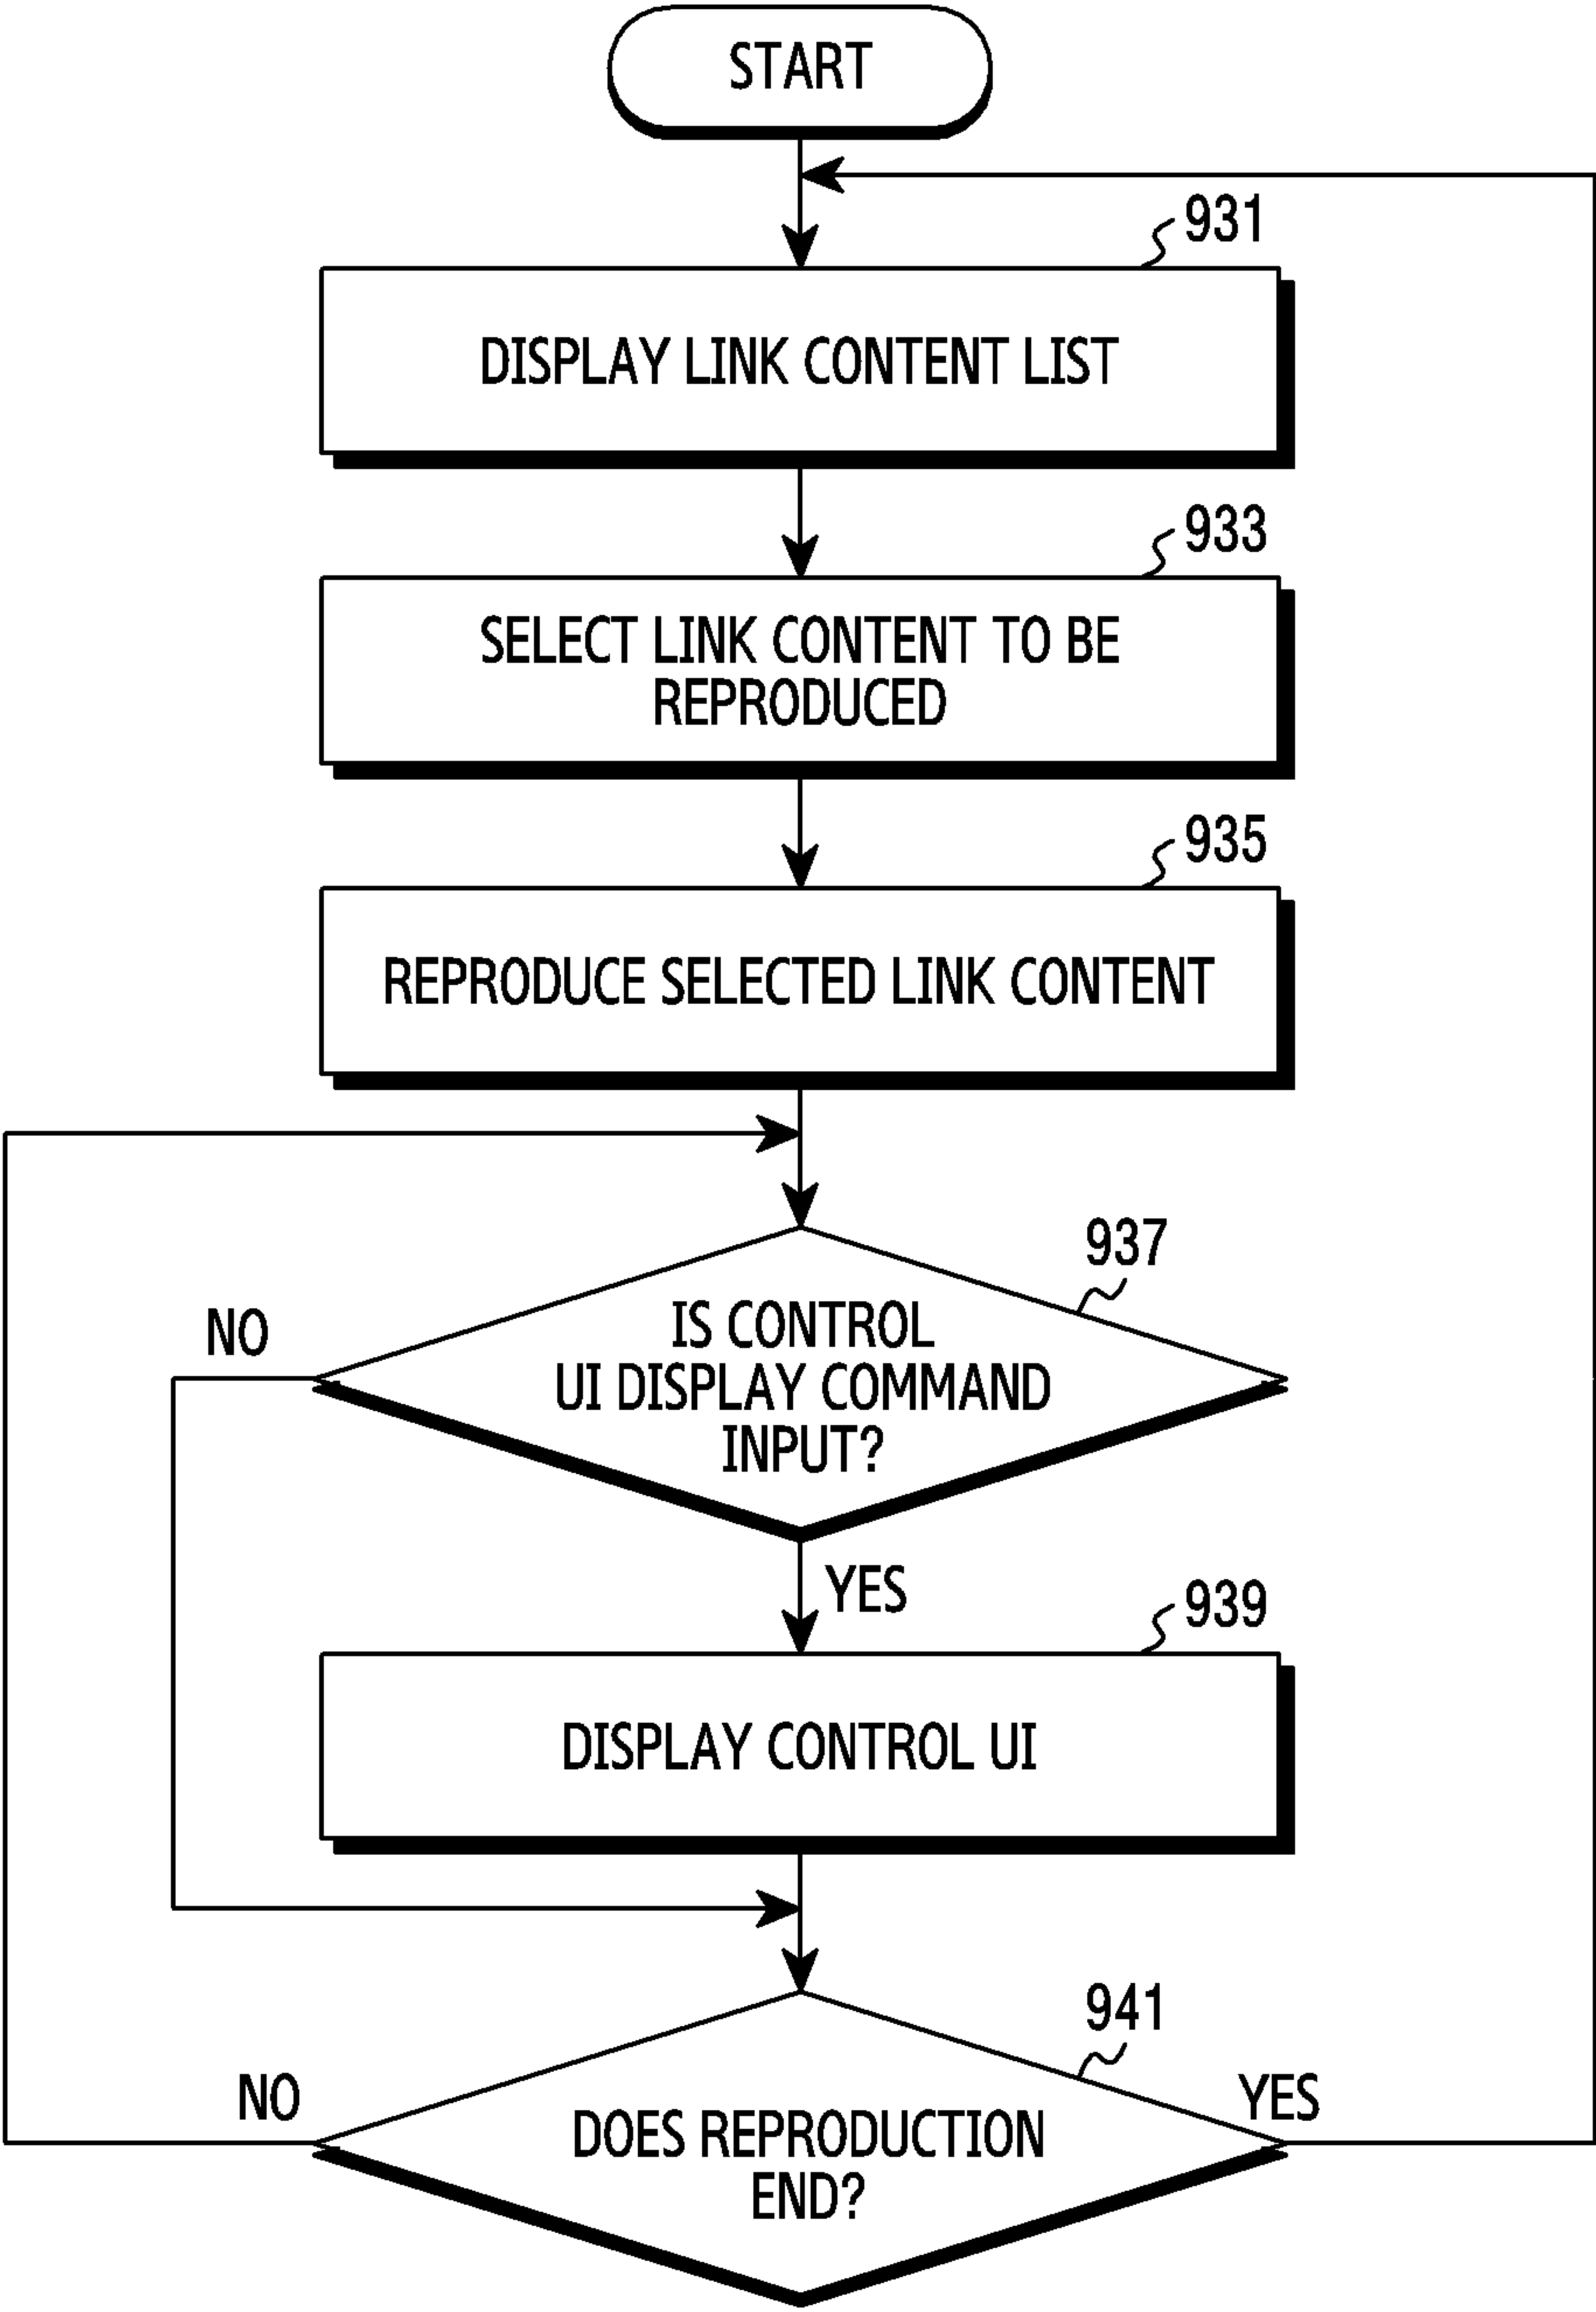 START
931
DISPLAY LINK CONTENT LIST
933
SELECT LINK CONTENT TO BE
REPRODUCED
935
REPRODUCE SELECTED LINK CONTENT
937
NO
IS CONTROL
UI DISPLAY COMMAND
INPUT?
YES
939
DISPLAY CONTROL UI
941
NO
YES
DOES REPRODUCTION
END?